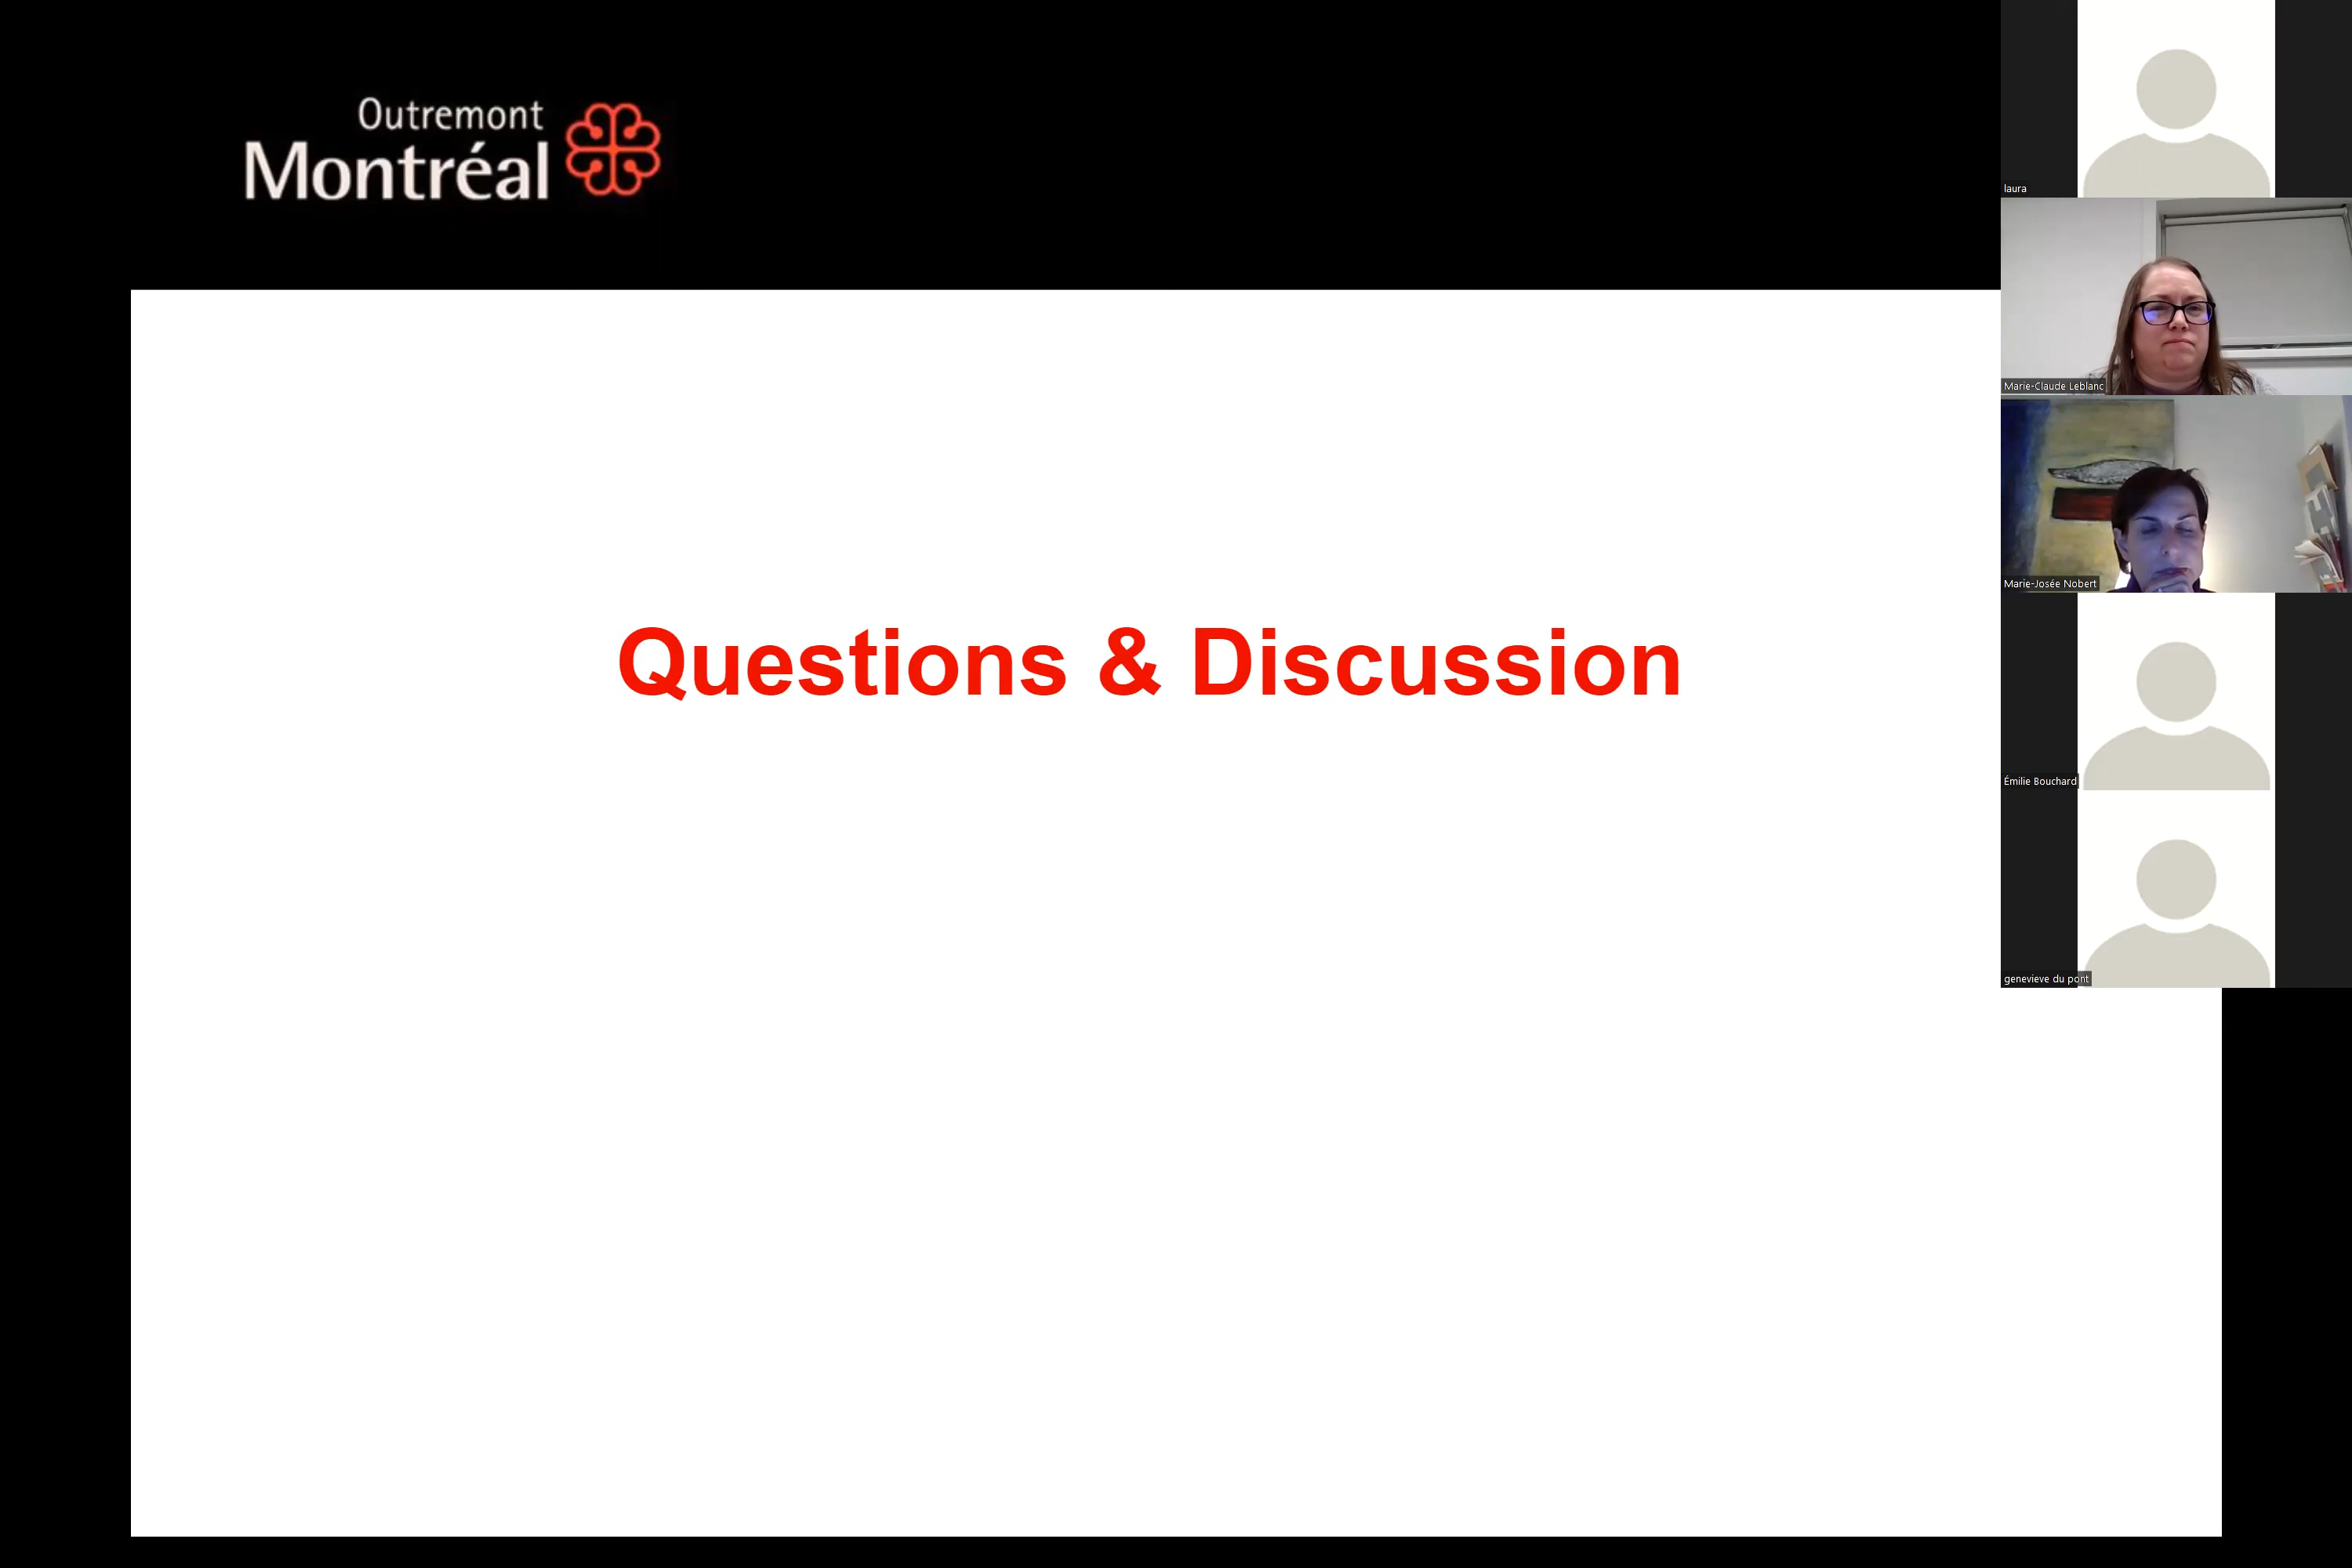 Outremont
Montréal
Questions & Discussion
laura
Marie-Claude Leblanc
Marie-Josée Nobert
Émilie Bouchard
genevieve du pont